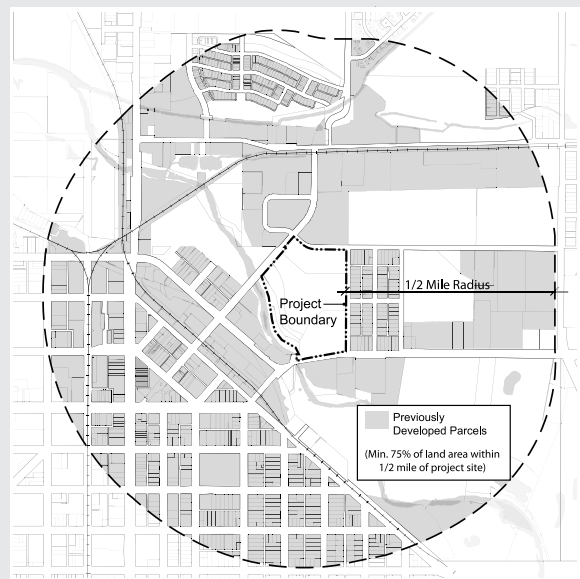 1/2 Mile Radius
Project
Boundary
Previously
Developed Parcels
(Min. 75% of land area within
1/2 mile of project site)